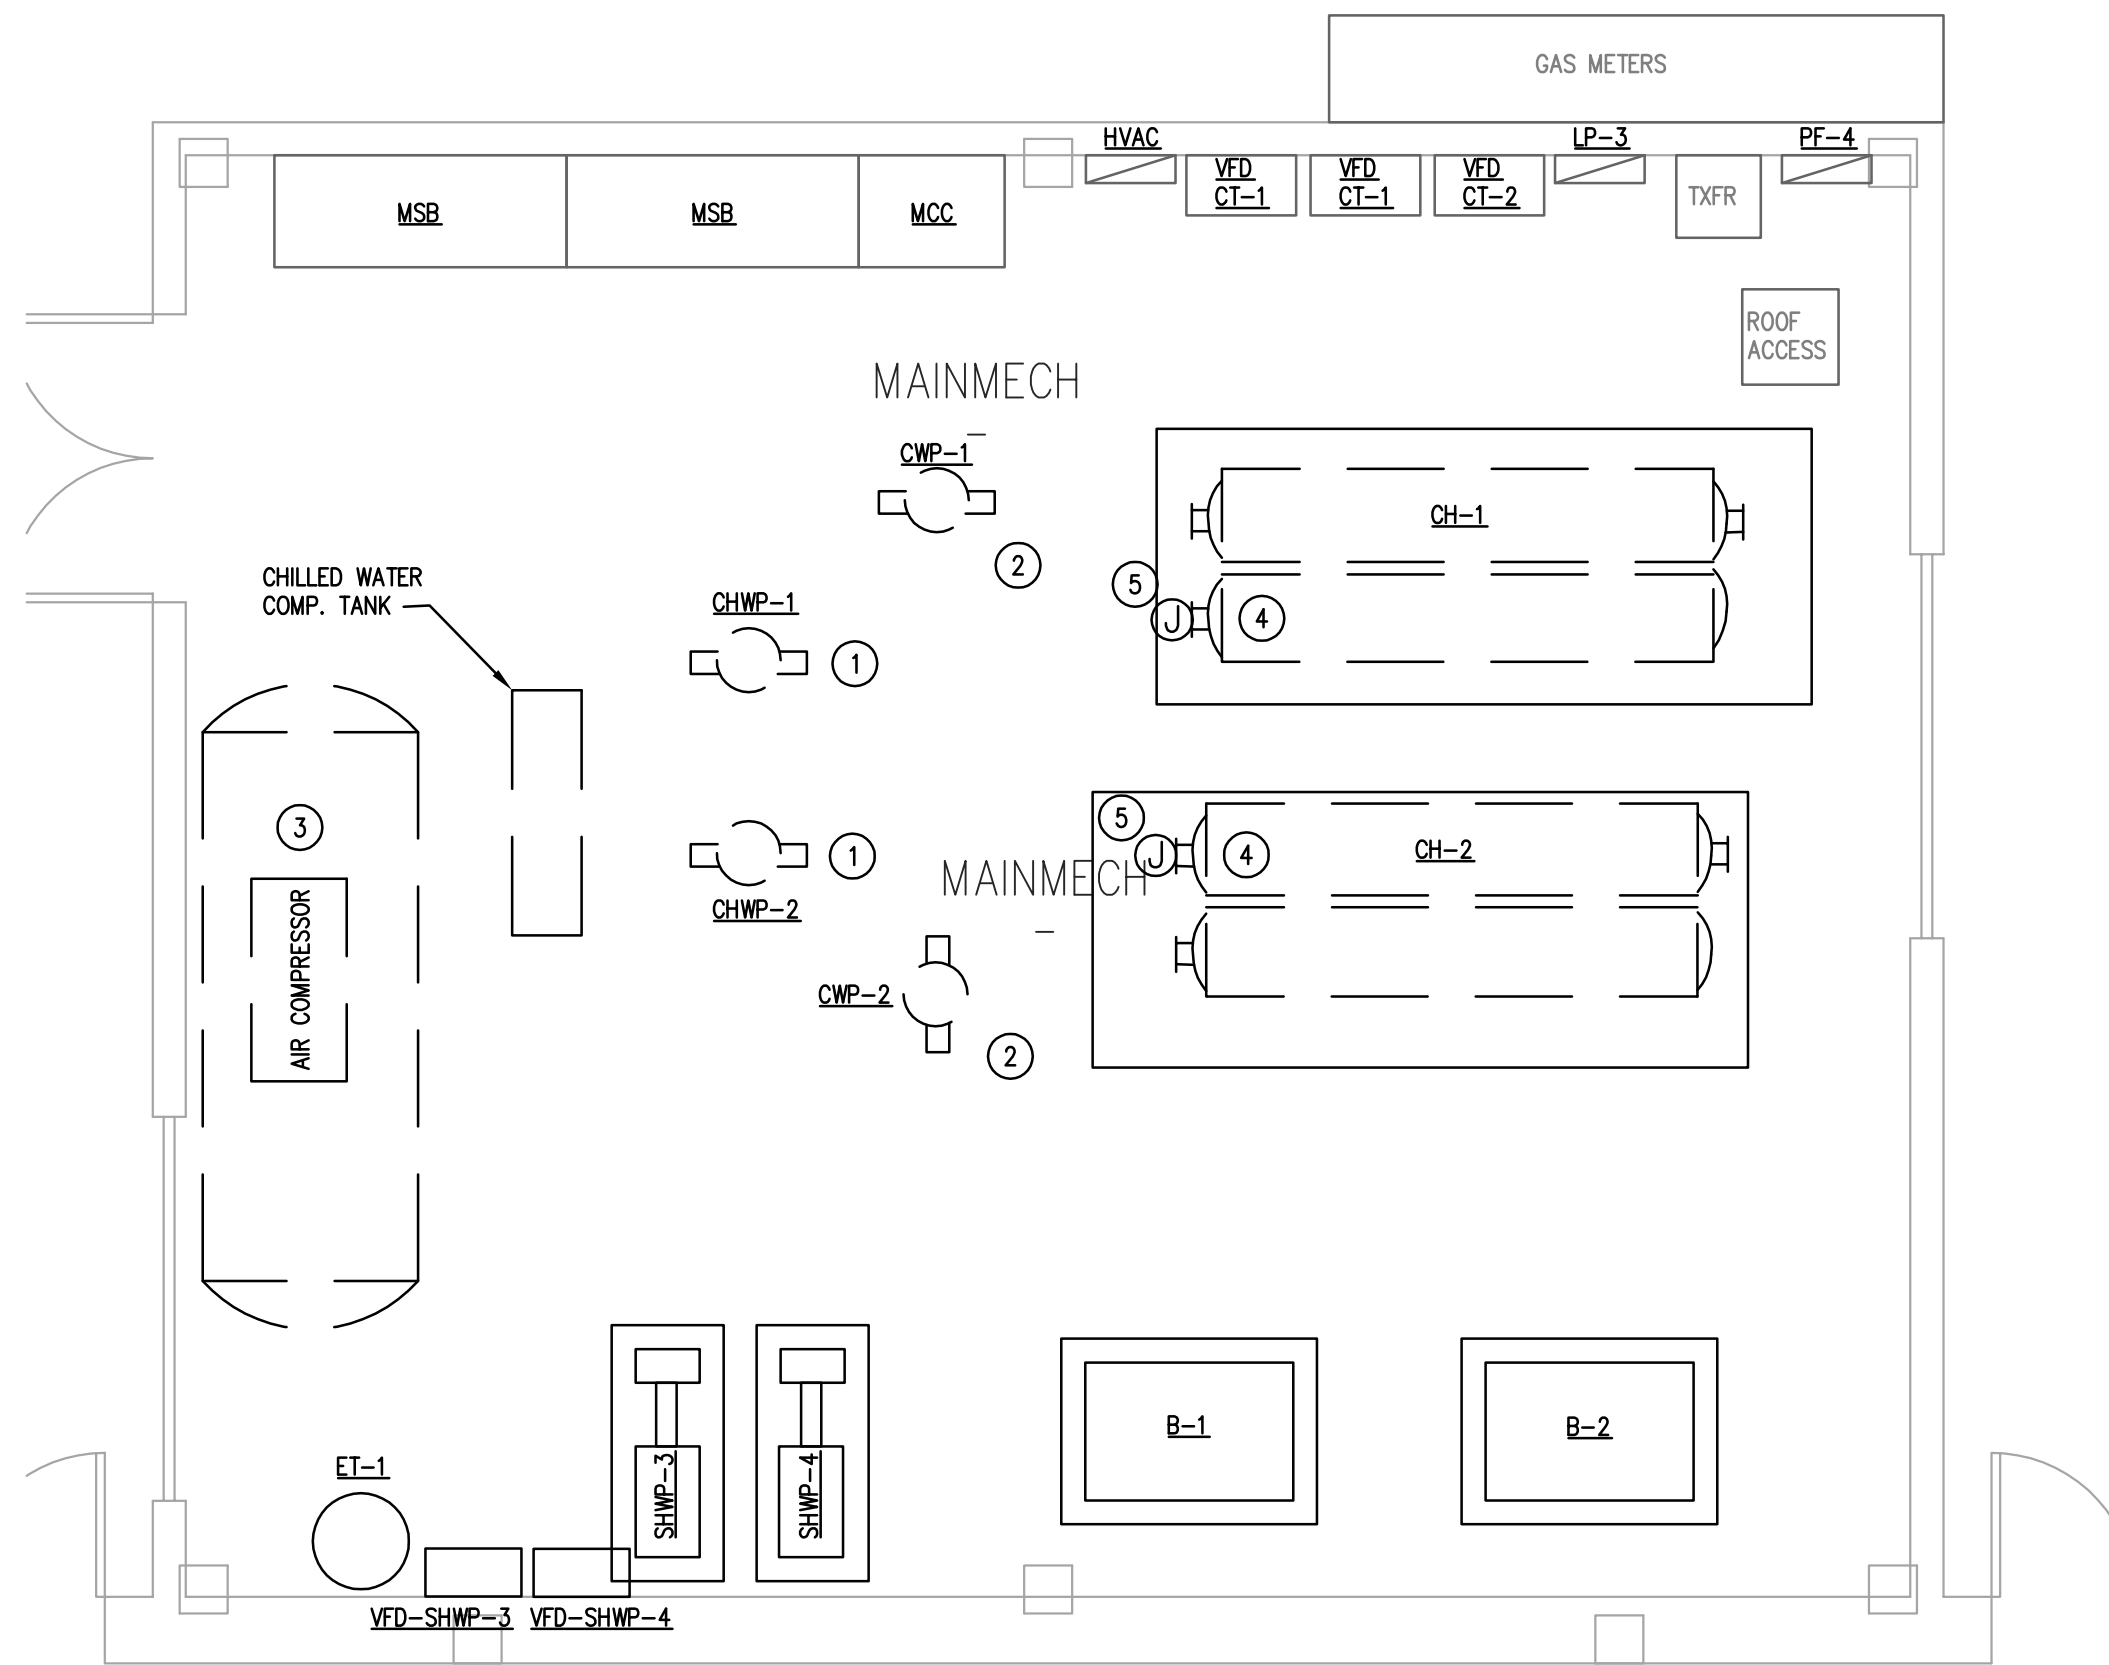 GAS METERS
HVAC
LP-3
PF-4
MSB
MSB
MCC
VFD
CT-1
VFD
CT-1
VFD
CT-2
TXFR
ROOF
ACCESS
MAINMECH
-
CWP-1
CH-1
2
5
J
4
CHILLED WATER
COMP. TANK
CHWP-1
1
3
5
J
4
CH-2
1
MAINMECH
-
CHWP-2
AIR COMPRESSOR
CWP-2
2
B-1
B-2
ET-1
SHWP-3
SHWP-4
VFD-SHWP-3
VFD-SHWP-4